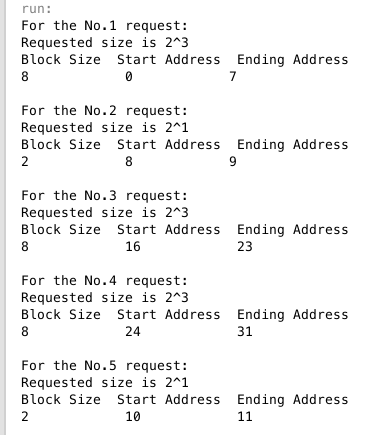 run:
For the No.1 request:
Requested size is 2^3
Block Size  Start Address  Ending Address
8            0            7
For the No.2 request:
Requested size is 2^1
Block Size  Start Address  Ending Address
2            8            9
For the No.3 request:
Requested size is 2^3
Block Size  Start Address  Ending Address
8            16            23
For the No.4 request:
Requested size is 2^3
Block Size  Start Address  Ending Address
8            24            31
For the No.5 request:
Requested size is 2^1
Block Size  Start Address  Ending Address
2            10            11